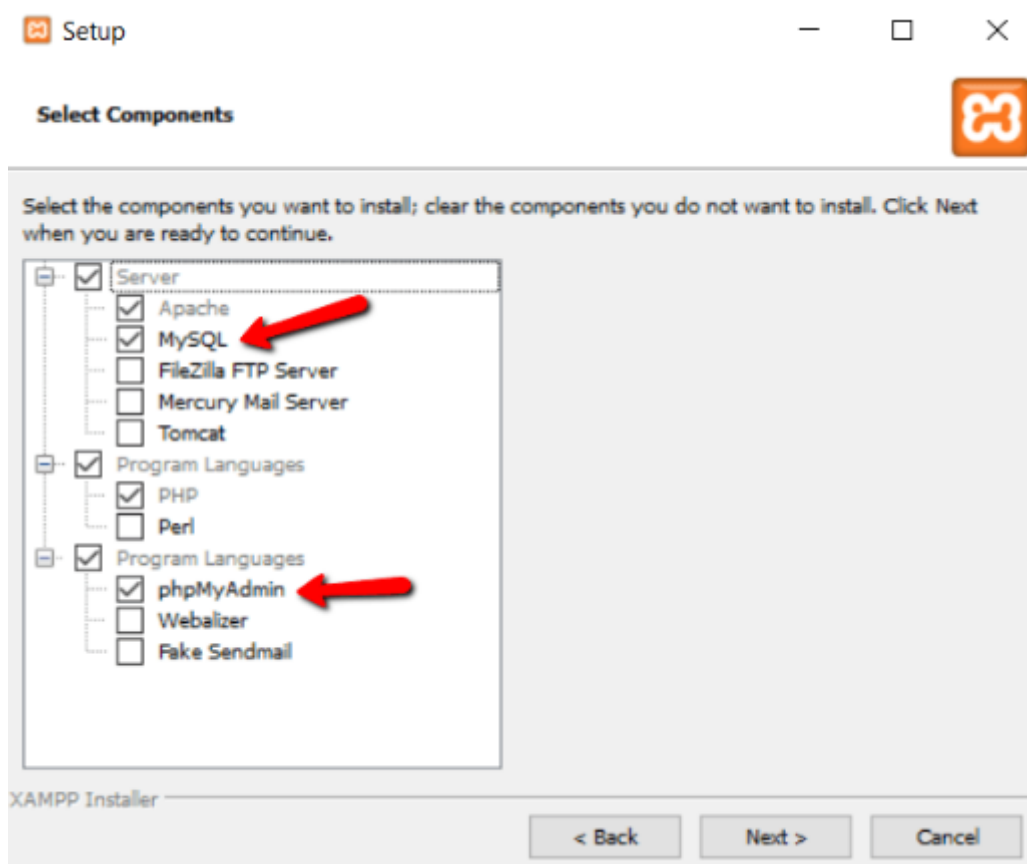 Setup
Select Components
Select the components you want to install; clear the components you do not want to install. Click Next
when you are ready to continue.
Server
Apache
MySQL
FileZilla FTP Server
Mercury Mail Server
Tomcat
Program Languages
PHP
Perl
Program Languages
phpMyAdmin
Webalizer
Fake Sendmail
XAMPP Installer
< Back
Next >
Cancel